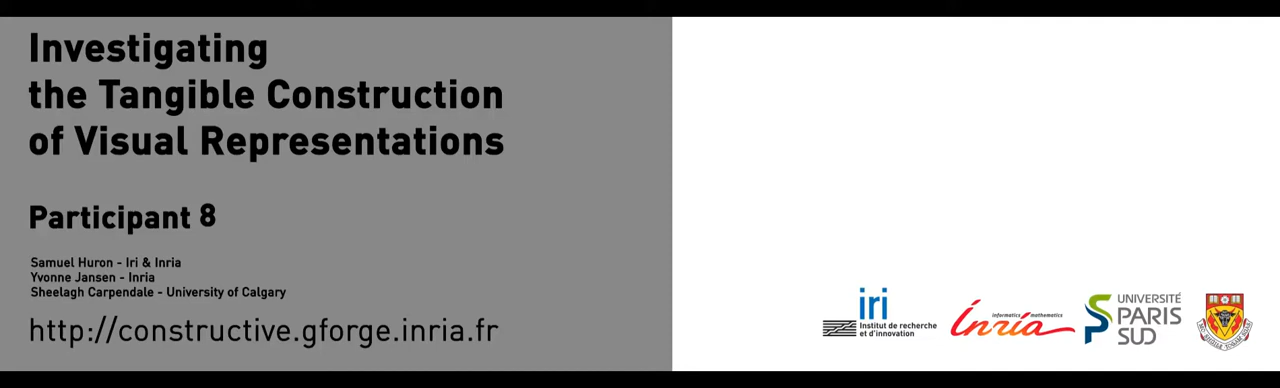 Investigating
the Tangible Construction
of Visual Representations
Participant 8
Samuel Huron - Iri & Inria
Yvonne Jansen - Inria
Sheelagh Carpendale - University of Calgary
http://constructive.gforge.inria.fr
iri
Institut de recherche
et d'innovation
informatics mathematics
inria
UNIVERSITÉ
PARIS
SUD